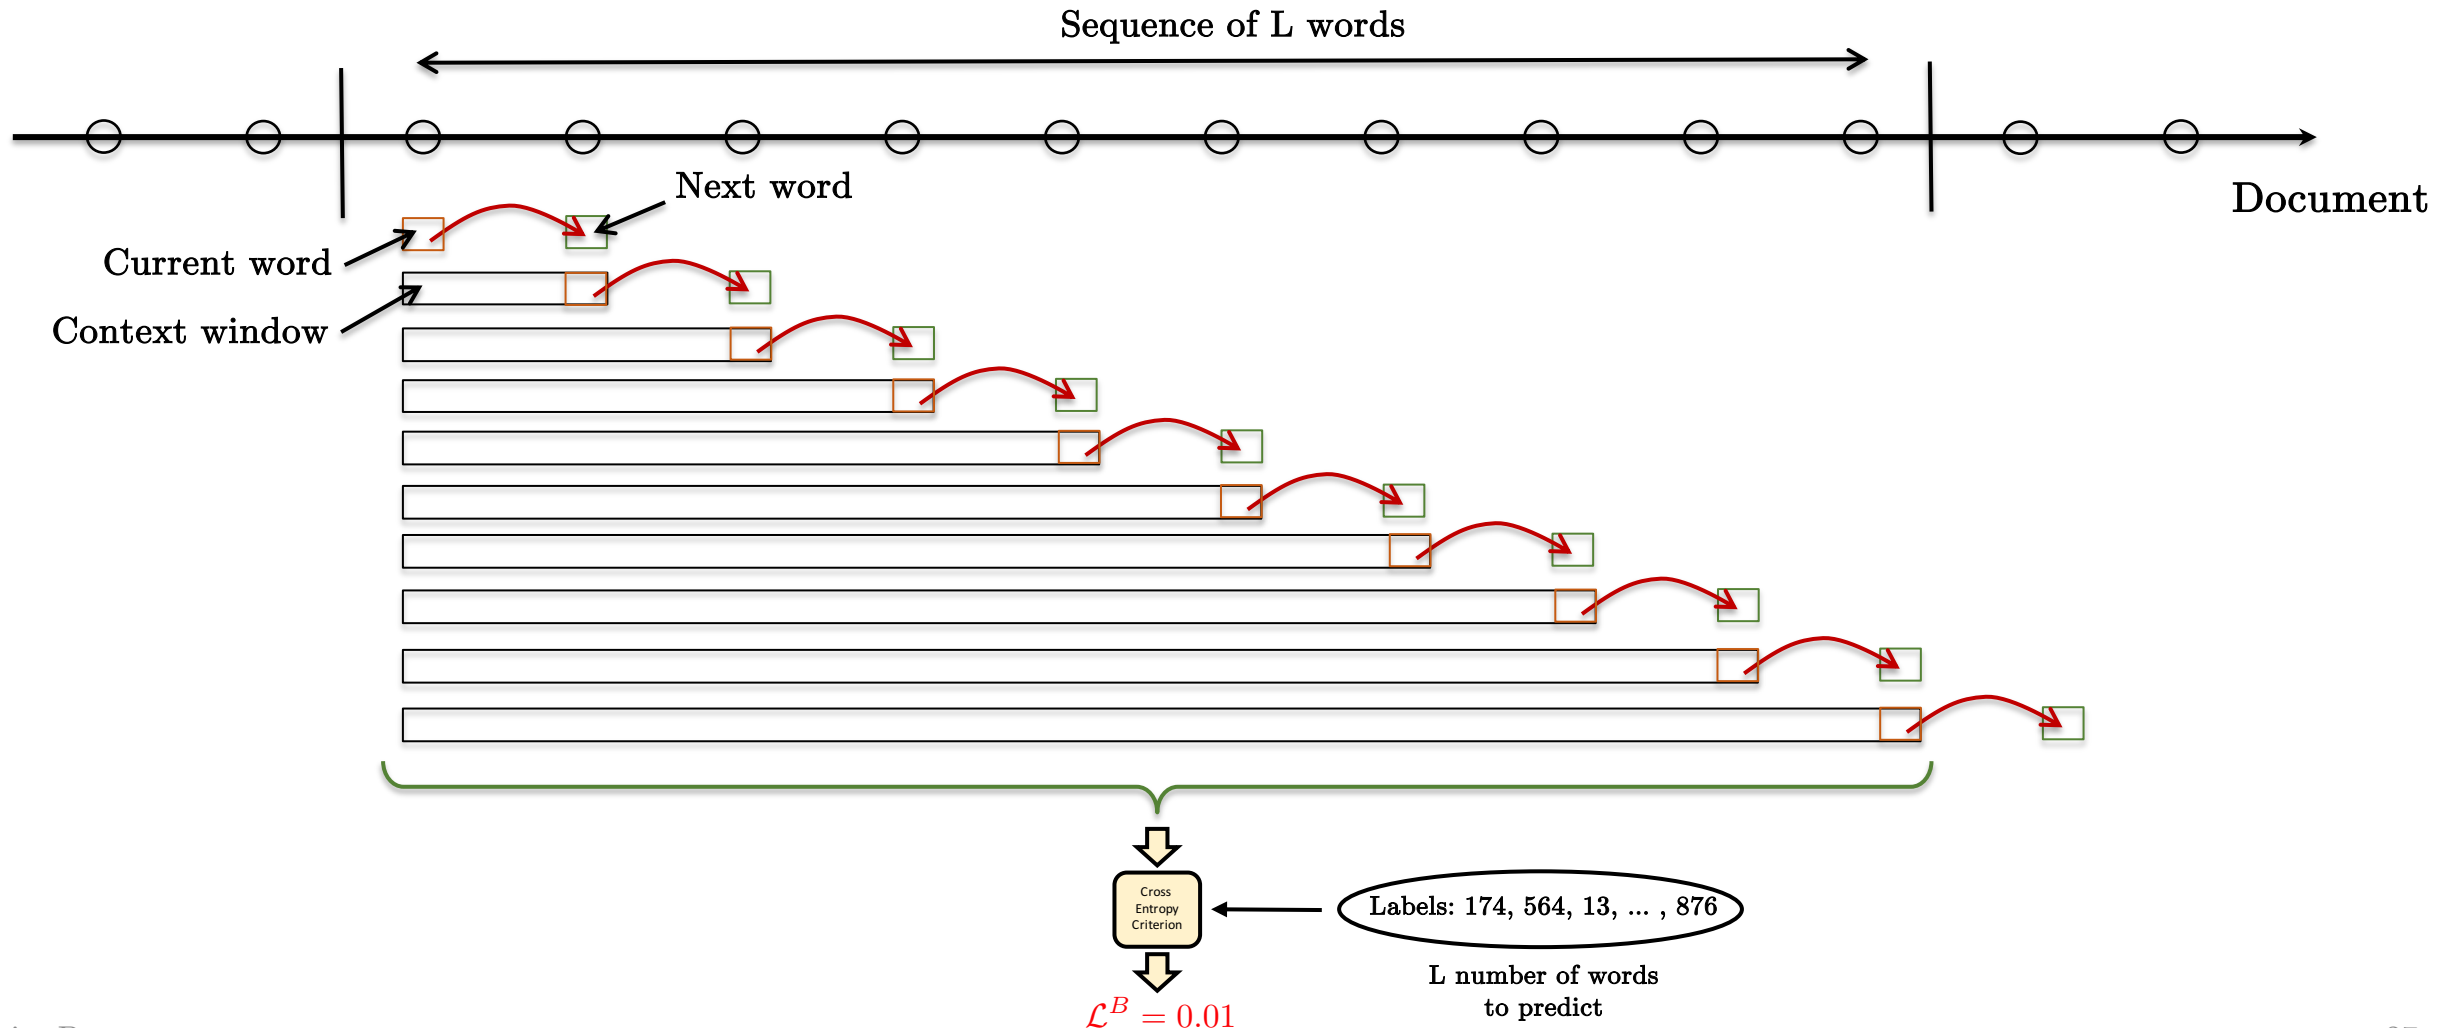 Sequence of L words
Document
Next word
Current word
Context window
Cross
Entropy
Criterion
Labels: 174, 564, 13, ... , 876
L number of words
to predict
ℒᴮ = 0.01